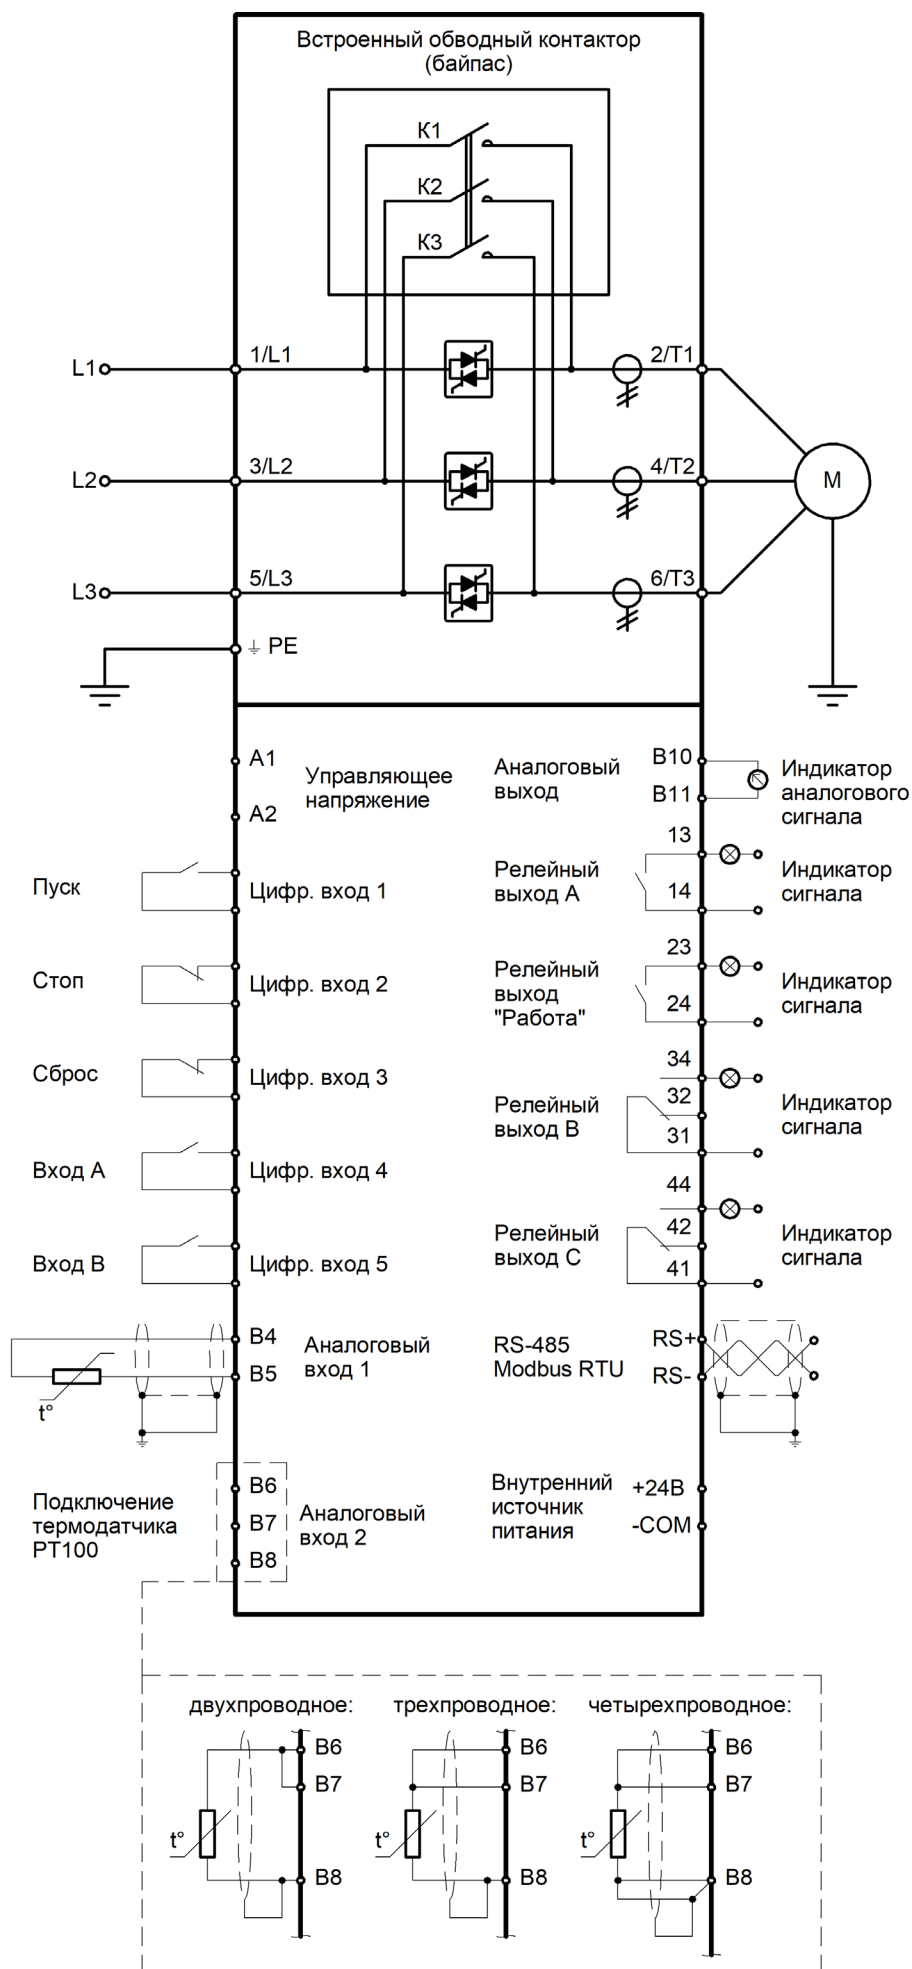 Встроенный обводный контактор
(байпас)
К1
К2
К3
L1
1/L1
2/T1
L2
3/L2
4/T2
M
L3
5/L3
6/T3
PE
A1
A2
Управляющее
напряжение
Аналоговый
выход
B10
B11
Индикатор
аналогового
сигнала
Пуск
Цифр. вход 1
Релейный
выход А
13
14
Индикатор
сигнала
Стоп
Цифр. вход 2
Релейный
выход
"Работа"
23
24
Индикатор
сигнала
Сброс
Цифр. вход 3
Релейный
выход В
34
32
31
Индикатор
сигнала
Вход А
Цифр. вход 4
Вход В
Цифр. вход 5
Релейный
выход С
44
42
41
Индикатор
сигнала
t°
B4
B5
Аналоговый
вход 1
RS-485
Modbus RTU
RS+
RS-
Подключение
термодатчика
PT100
B6
B7
B8
Аналоговый
вход 2
Внутренний
источник
питания
+24В
-COM
двухпроводное:
B6
B7
t°
B8
трехпроводное:
B6
B7
t°
B8
четырехпроводное:
B6
B7
t°
B8